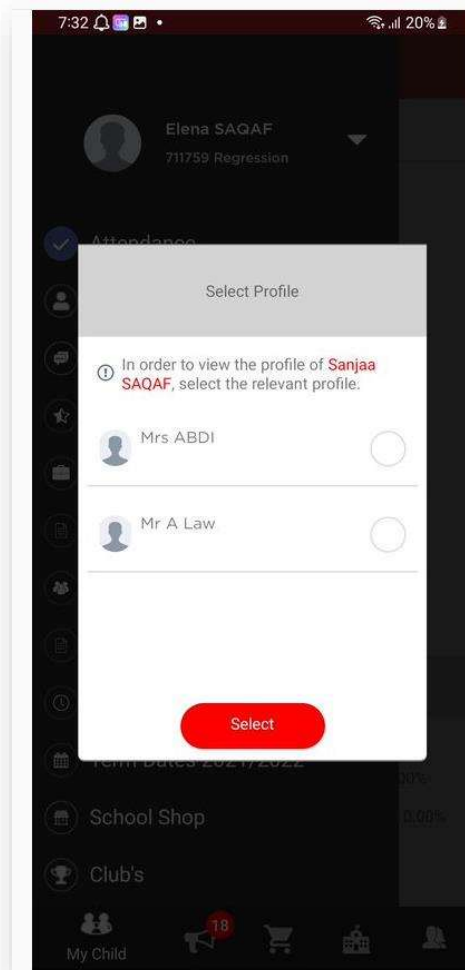 7:32
20%
Elena SAQAF
711759 Regression
Attendance
Select Profile
In order to view the profile of Sanjaa
SAQAF, select the relevant profile.
Mrs ABDI
Mr A Law
Select
Term Dates 2021/2022
School Shop
0.00%
Club's
18
My Child